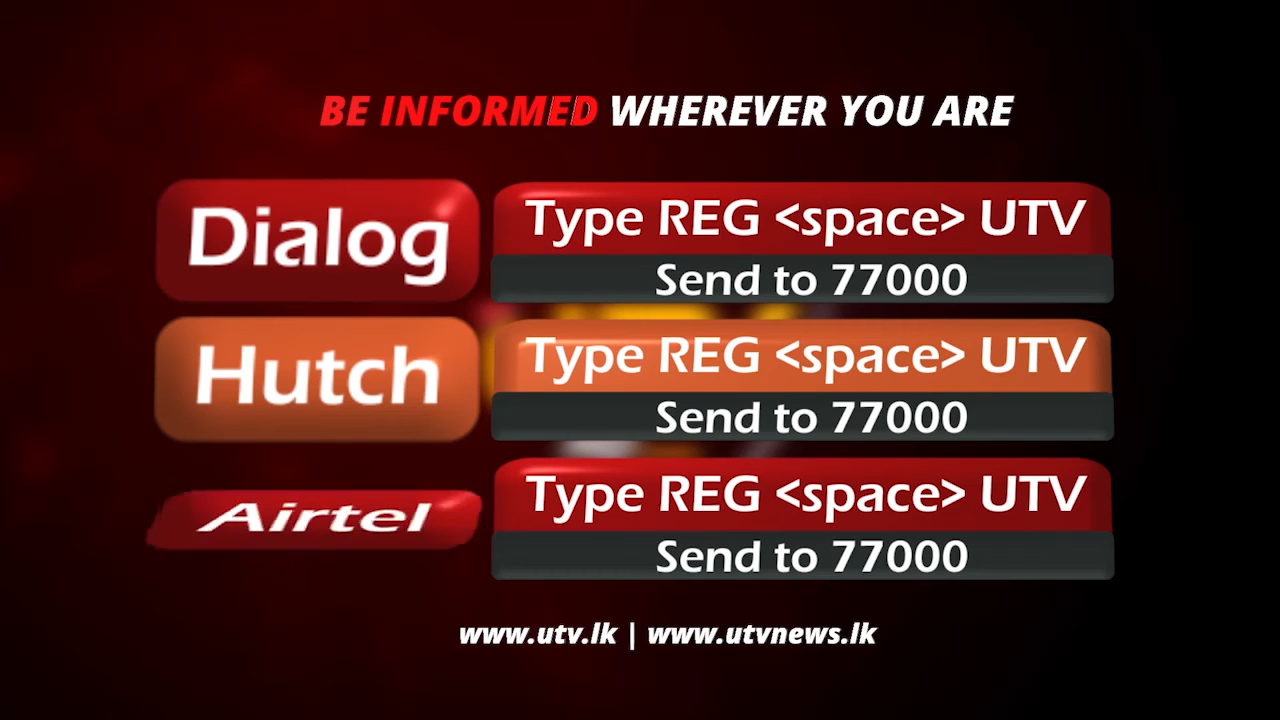 BE INFORMED WHEREVER YOU ARE
Dialog
Type REG <space> UTV
Send to 77000
Hutch
Type REG <space> UTV
Send to 77000
Airtel
Type REG <space> UTV
Send to 77000
www.utv.lk | www.utvnews.lk